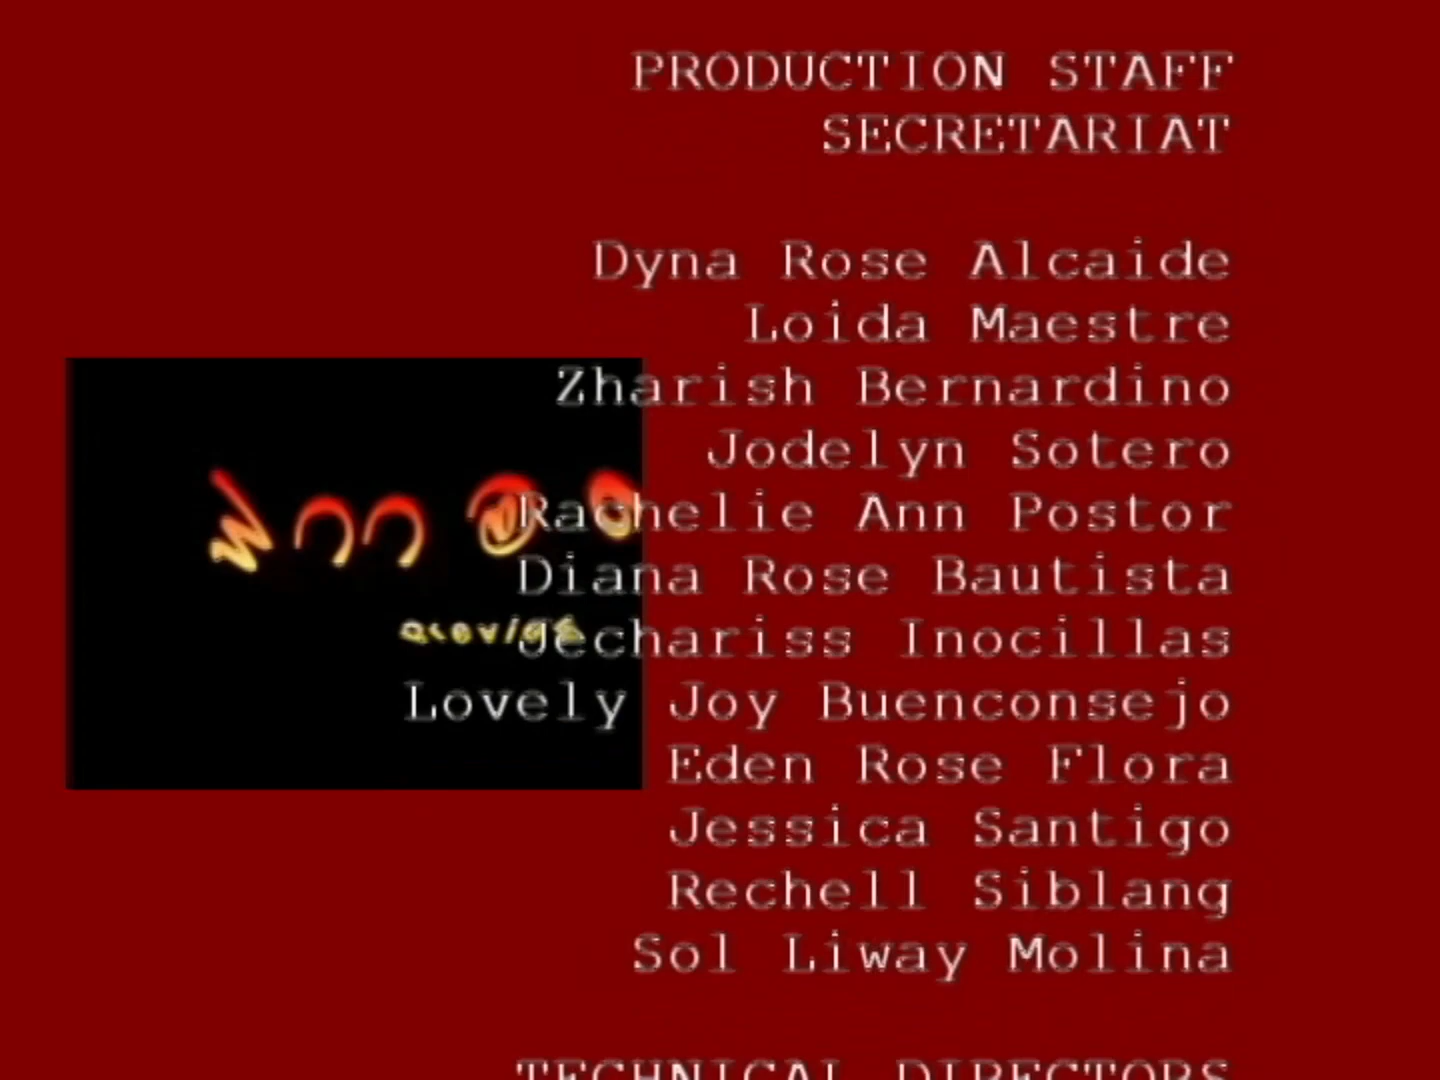 PRODUCTION STAFF
SECRETARIAT
Dyna Rose Alcaide
Loida Maestre
Zharish Bernardino
Jodelyn Sotero
Rachelie Ann Postor
Diana Rose Bautista
Jechariss Inocillas
Lovely Joy Buenconsejo
Eden Rose Flora
Jessica Santigo
Rechell Siblang
Sol Liway Molina
TECHNICAL DIRECTORS